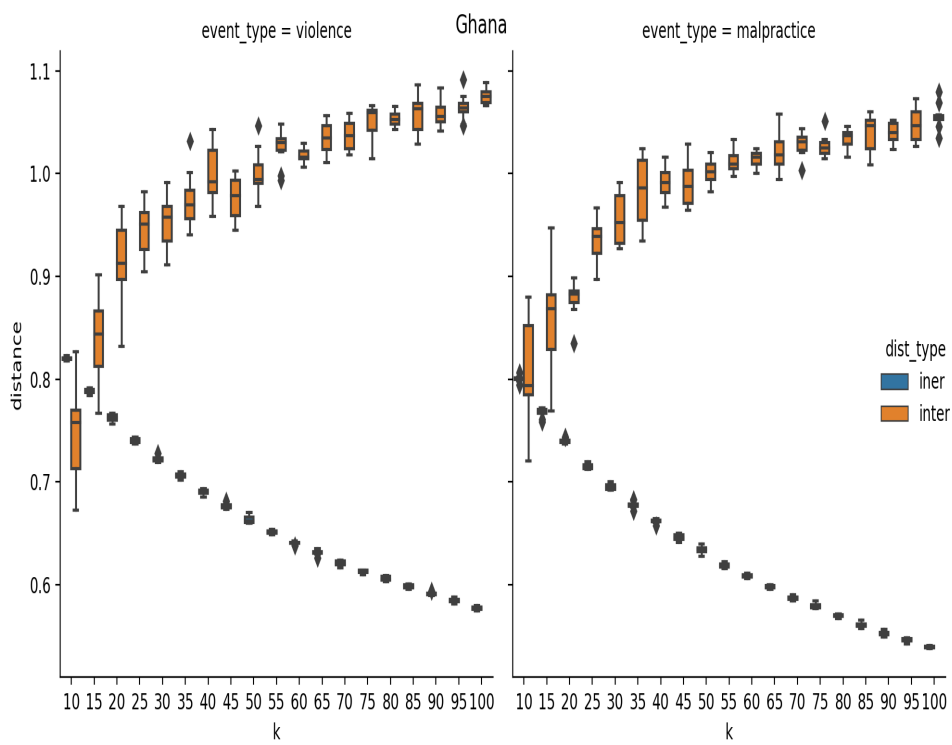 Ghana
event_type = violence
event_type = malpractice
distance
1.1
1.0
0.9
0.8
0.7
0.6
10 15 20 25 30 35 40 45 50 55 60 65 70 75 80 85 90 95 100
k
10 15 20 25 30 35 40 45 50 55 60 65 70 75 80 85 90 95 100
k
dist_type
iner
inter